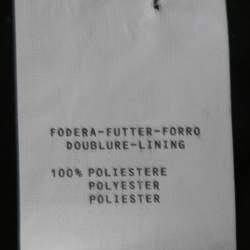 FODERA-FUTTER-FORRO
DOUBLURE-LINING
100% POLIESTERE
POLYESTER
POLIESTER